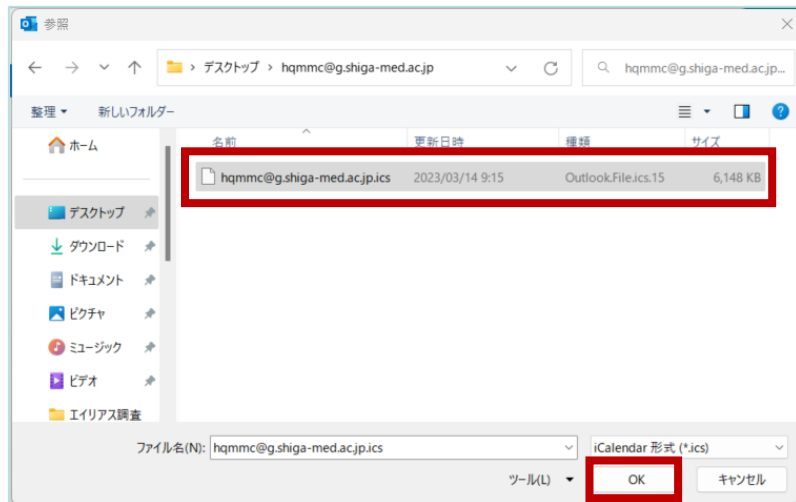 参照
デスクトップ › hqmmc@g.shiga-med.ac.jp
hqmmc@g.shiga-med.ac.jp...
整理
新しいフォルダー
ホーム
デスクトップ
ダウンロード
ドキュメント
ピクチャ
ミュージック
ビデオ
エイリアス調査
名前 更新日時 種類 サイズ
hqmmc@g.shiga-med.ac.jp.ics 2023/03/14 9:15 Outlook.File.ics.15 6,148 KB
ファイル名(N): hqmmc@g.shiga-med.ac.jp.ics iCalendar 形式 (*.ics)
ツール(L) OK キャンセル